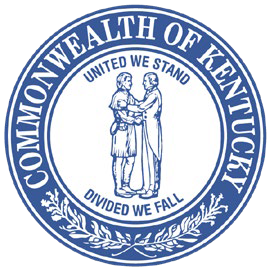 COMMONWEALTH OF KENTUCKY
UNITED WE STAND
DIVIDED WE FALL